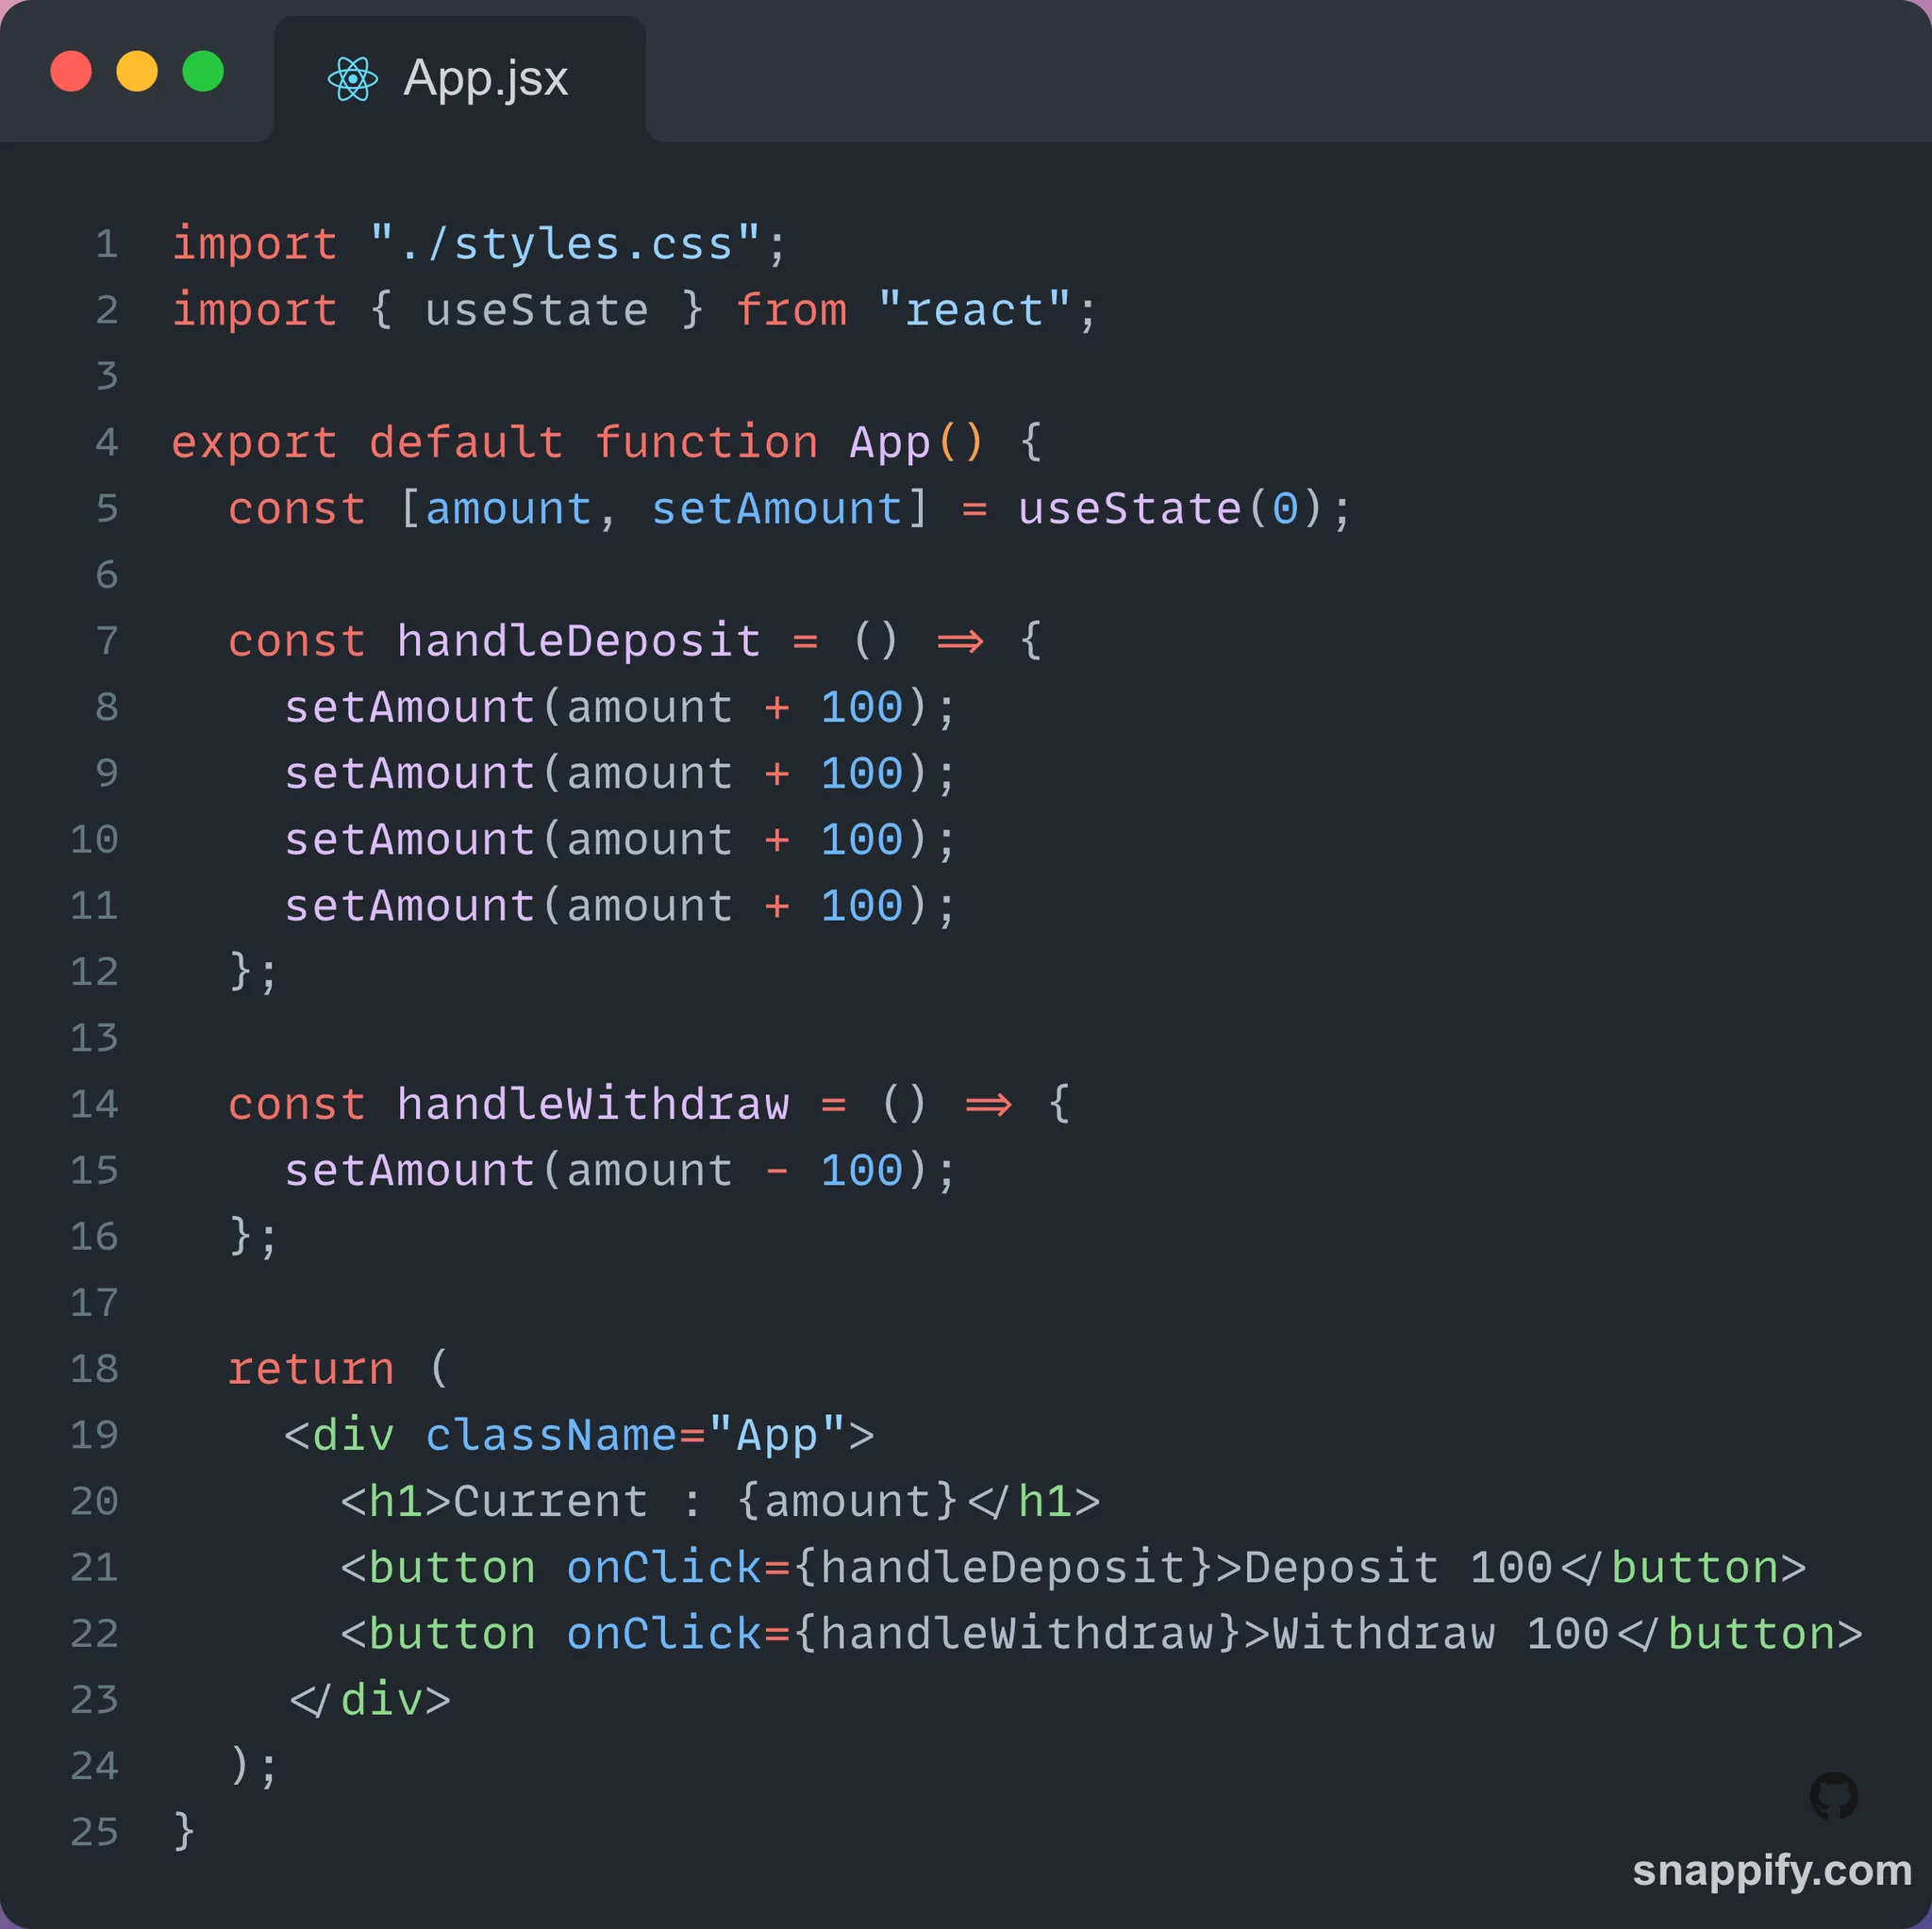 App.jsx
1 import "./styles.css";
2 import { useState } from "react";
3
4 export default function App() {
5   const [amount, setAmount] = useState(0);
6
7   const handleDeposit = () => {
8     setAmount(amount + 100);
9     setAmount(amount + 100);
10     setAmount(amount + 100);
11     setAmount(amount + 100);
12   };
13
14   const handleWithdraw = () => {
15     setAmount(amount - 100);
16   };
17
18   return (
19     <div className="App">
20       <h1>Current : {amount}</h1>
21       <button onClick={handleDeposit}>Deposit 100</button>
22       <button onClick={handleWithdraw}>Withdraw 100</button>
23     </div>
24   );
25 }
snappify.com